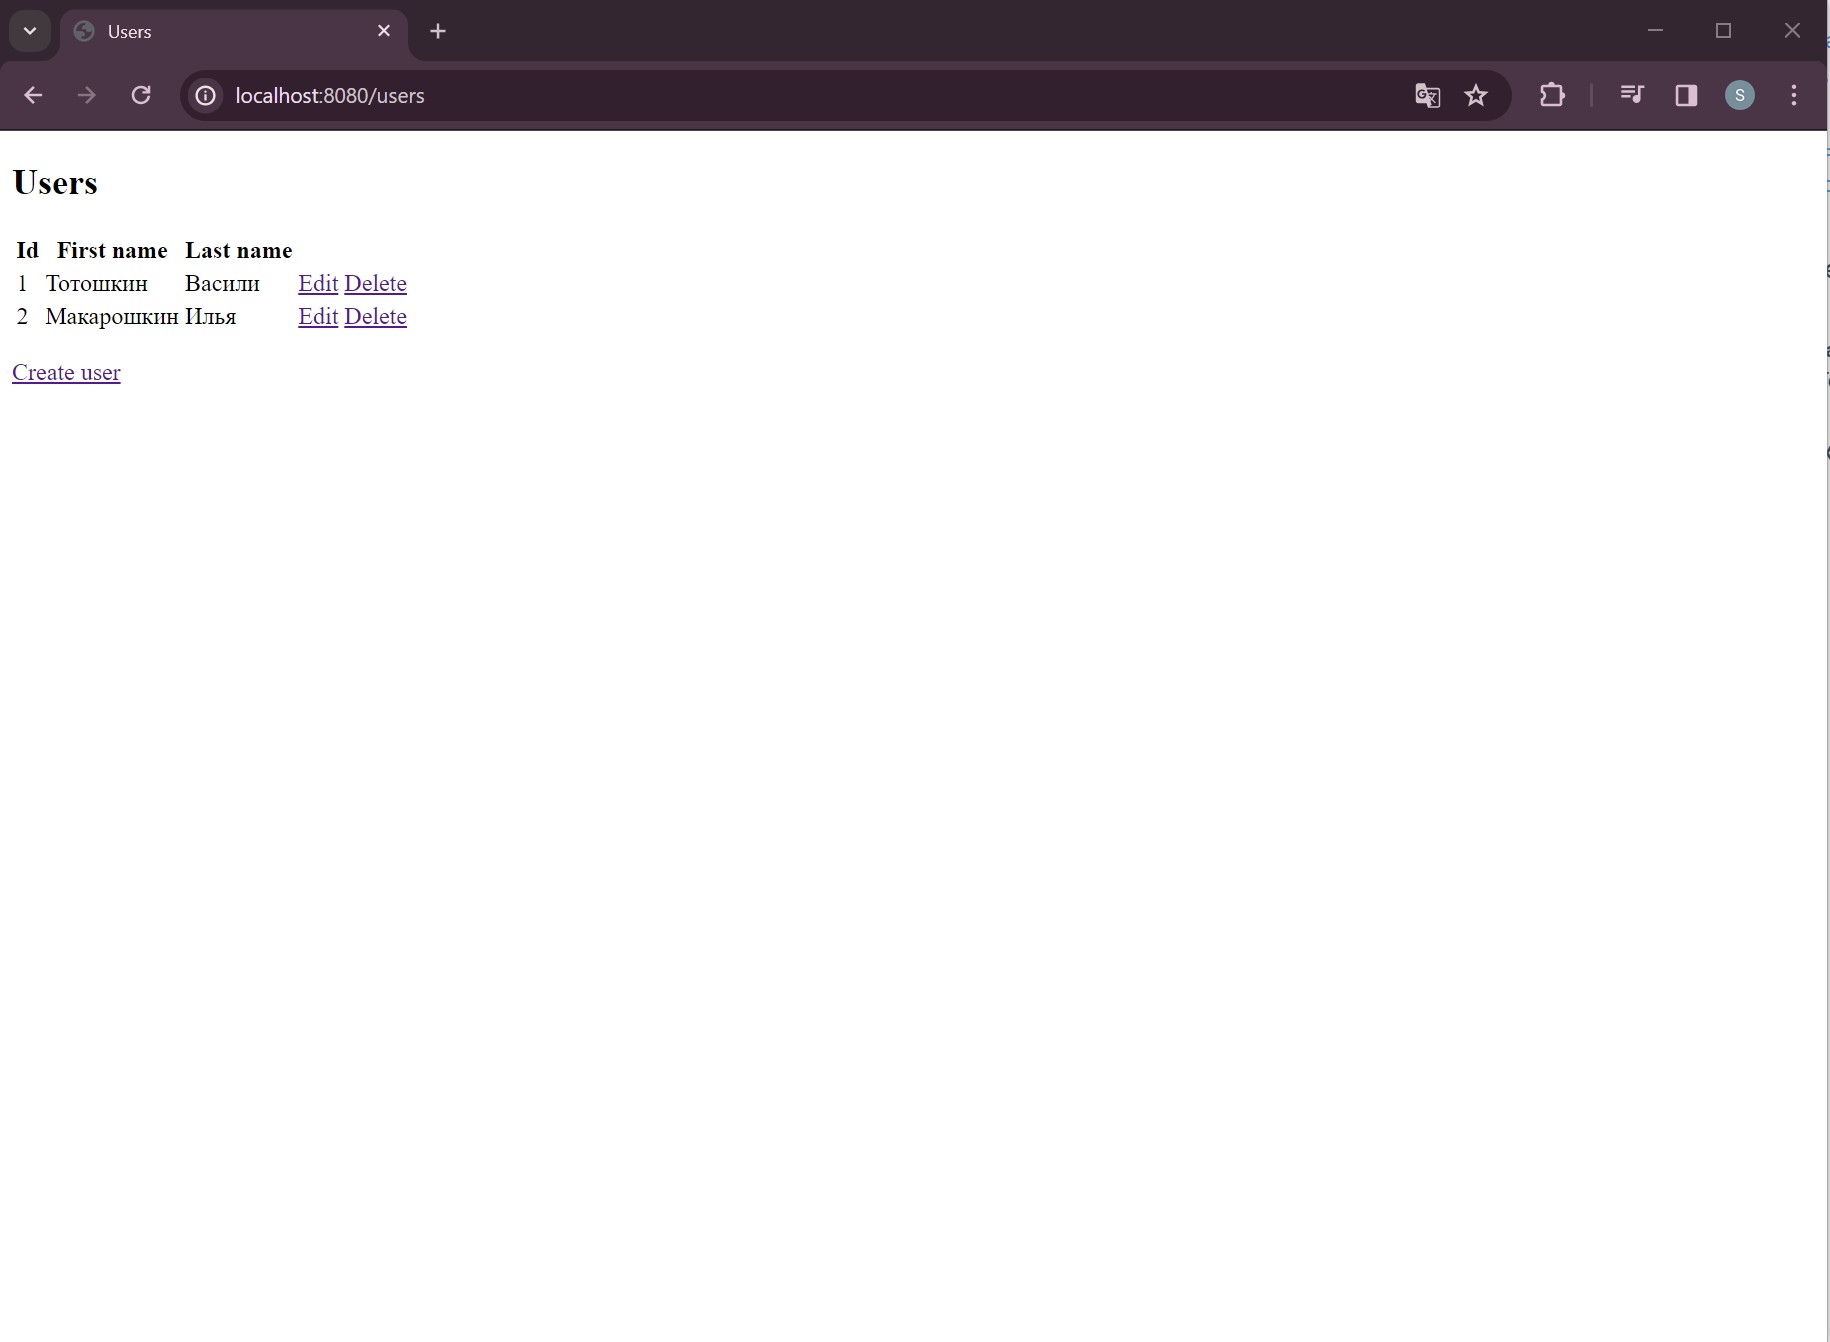 Users
localhost:8080/users
S
Users
Id First name Last name
1 Тотошкин Васили Edit Delete
2 Макарошкин Илья Edit Delete
Create user